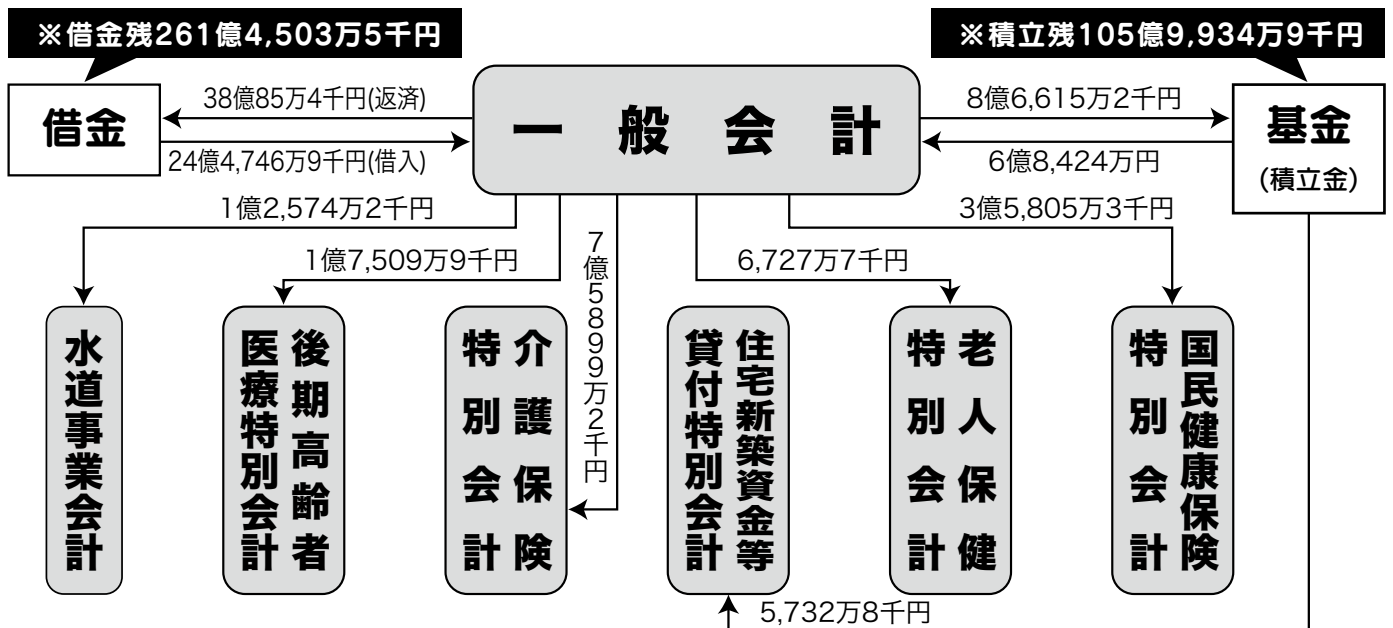 ※借金残261億4,503万5千円
※積立残105億9,934万9千円
借金
38億85万4千円(返済)
24億4,746万9千円(借入)
一般会計
8億6,615万2千円
6億8,424万円
基金
(積立金)
1億2,574万2千円
1億7,509万9千円
7億5899万2千円
6,727万7千円
3億5,805万3千円
水道事業会計
後期高齢者
医療特別会計
介護保険
特別会計
住宅新築資金等
貸付特別会計
老人保健
特別会計
国民健康保険
特別会計
5,732万8千円